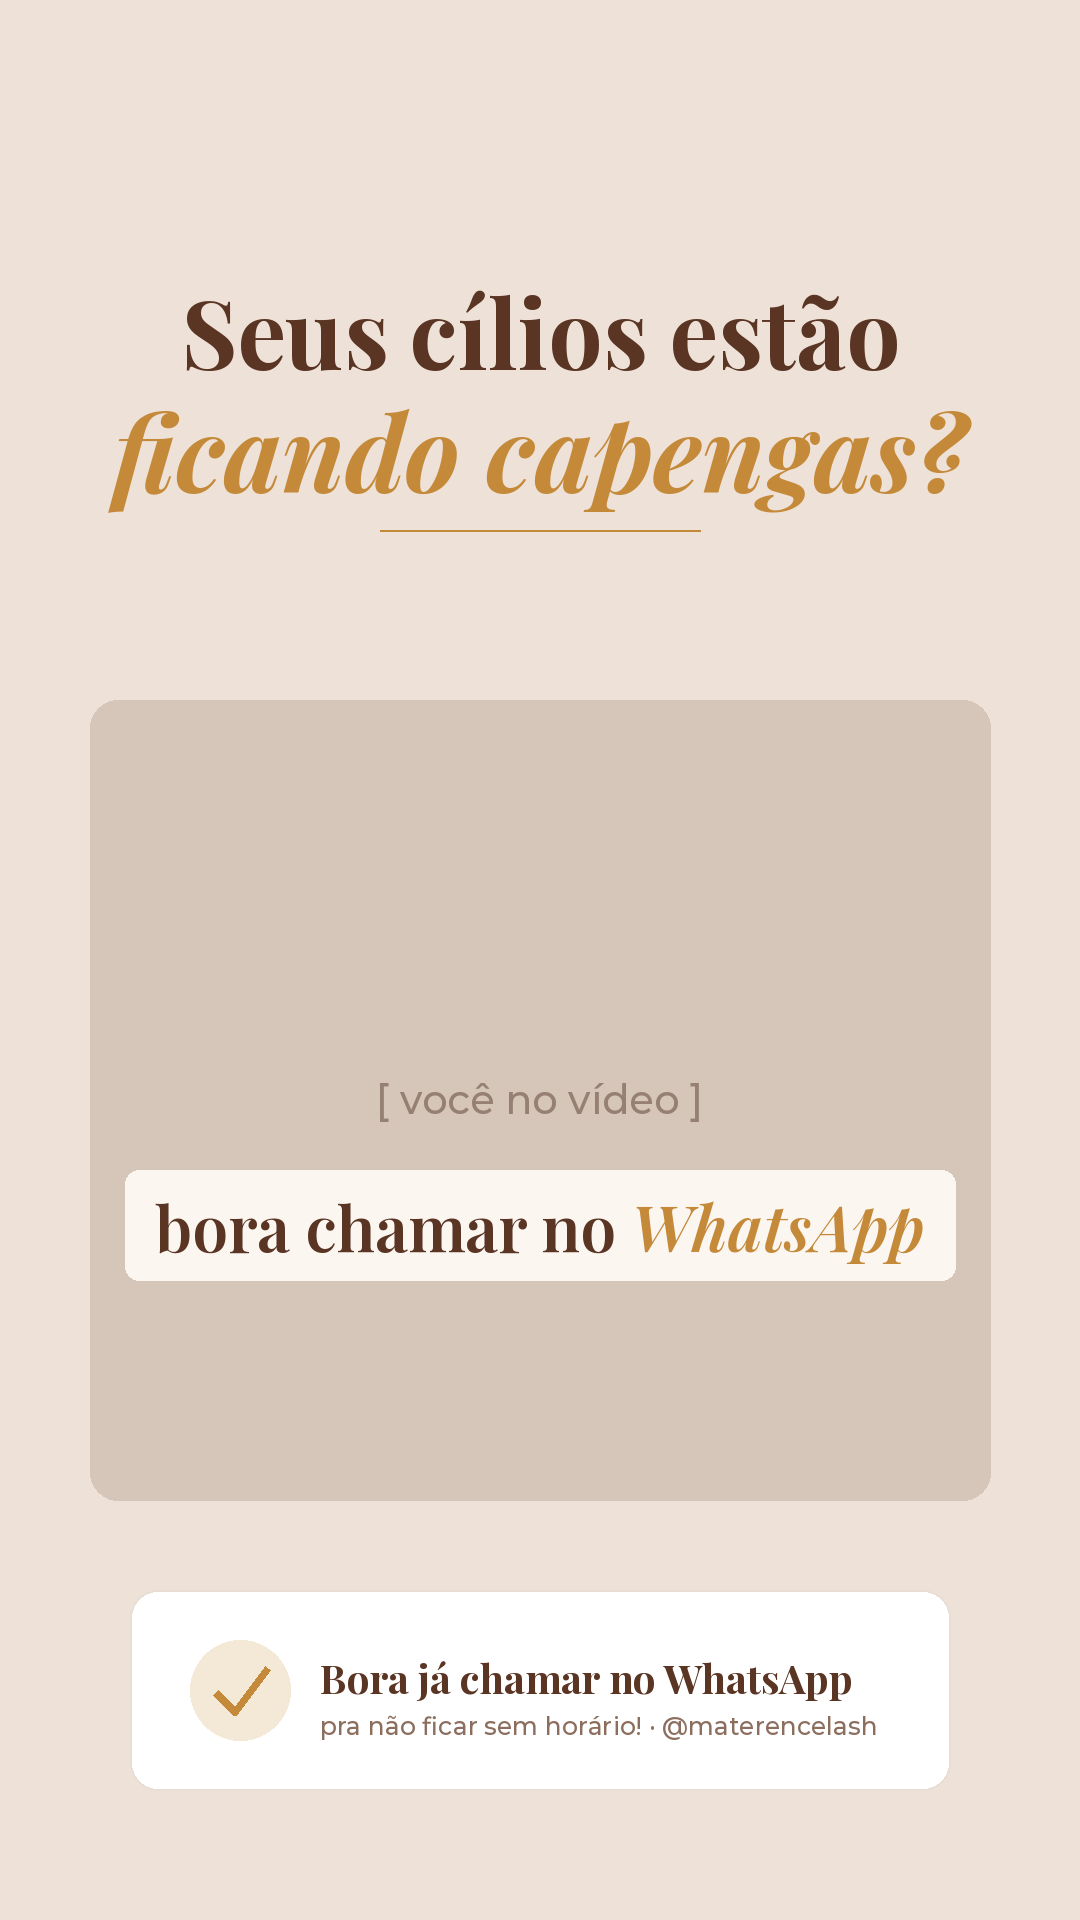 Seus cílios estão
ficando capengas?
[ você no vídeo ]
bora chamar no WhatsApp
Bora já chamar no WhatsApp
pra não ficar sem horário! · @materencelash